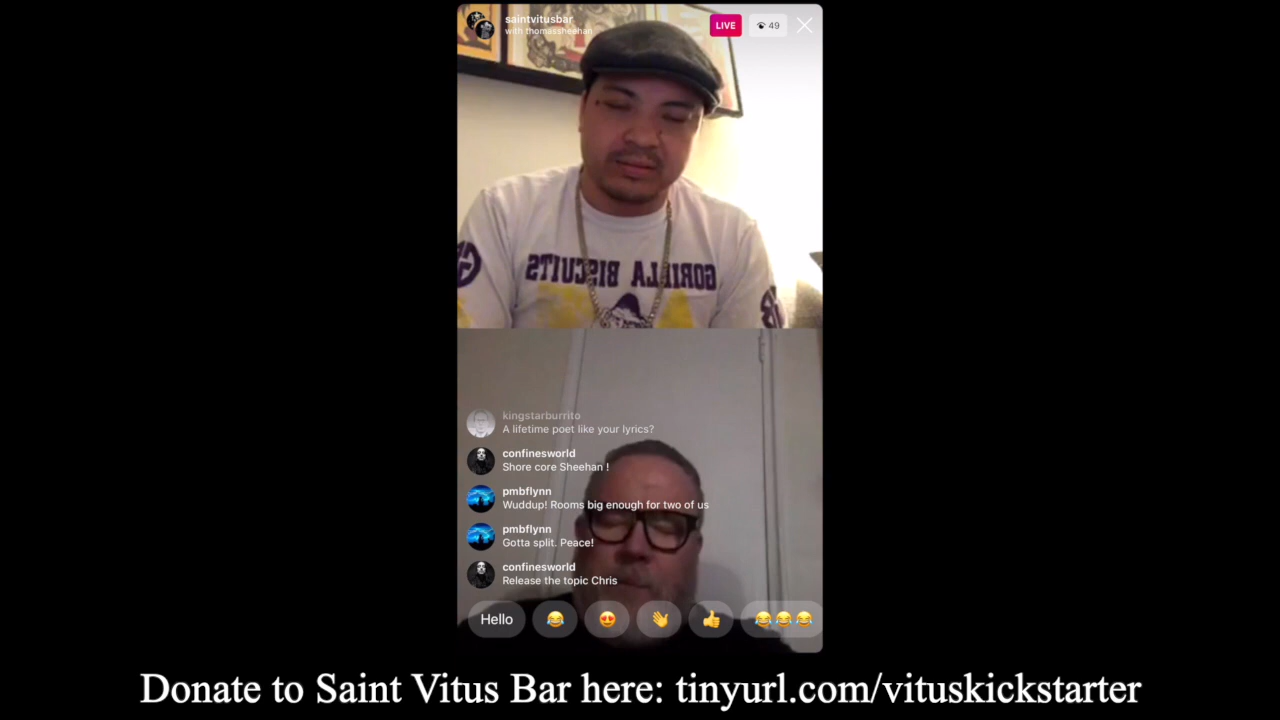 saintvitusbar
with thomassheehan
LIVE
49
GORILLA BISCUITS
kingstarburrito
A lifetime poet like your lyrics?
confinesworld
Shore core Sheehan !
pmbflynn
Wuddup! Rooms big enough for two of us
pmbflynn
Gotta split. Peace!
confinesworld
Release the topic Chris
Hello
Donate to Saint Vitus Bar here: tinyurl.com/vituskickstarter